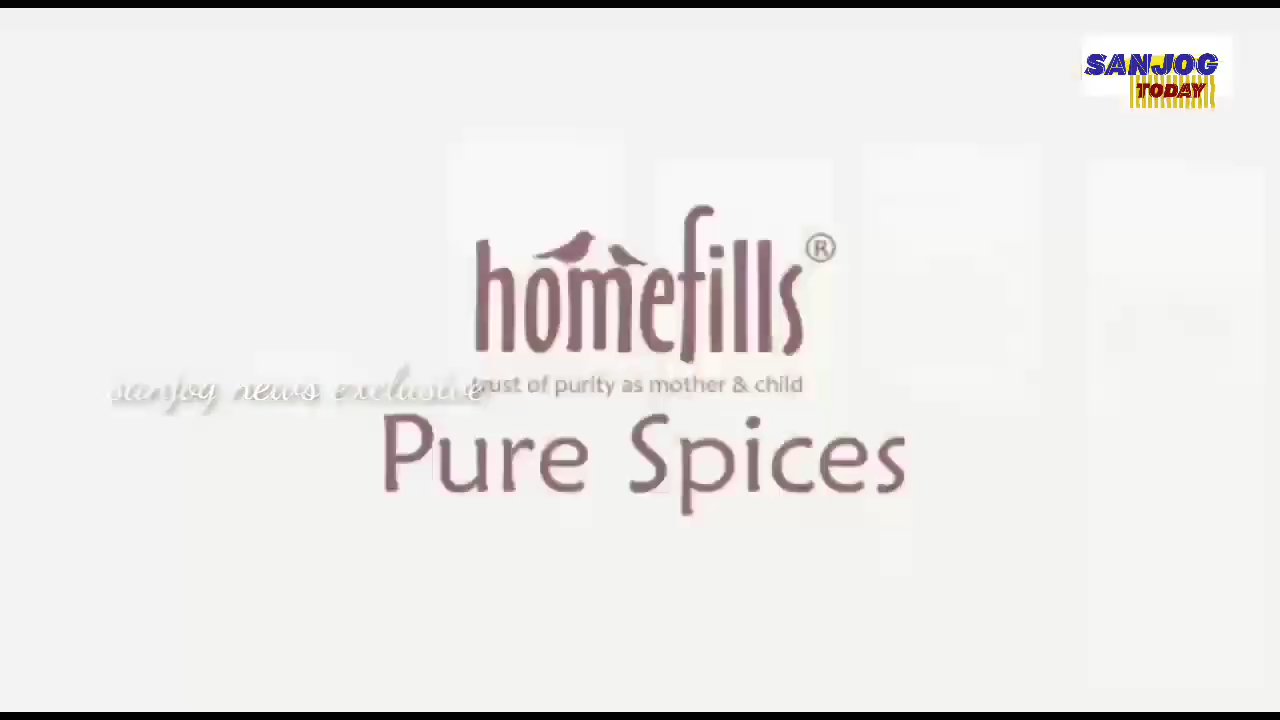 SANJOG
TODAY
homefills®
trust of purity as mother & child
sanjog news exclusive
Pure Spices